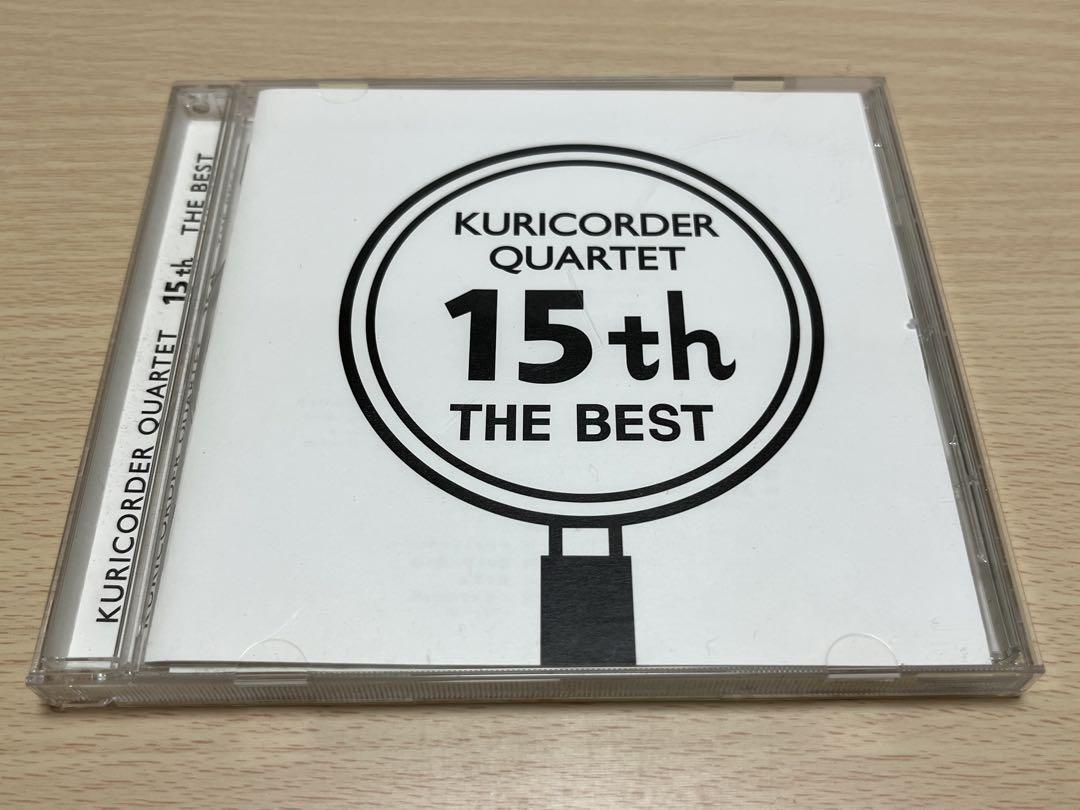 KURICORDER QUARTET 15th THE BEST
KURICORDER
QUARTET
15th
THE BEST